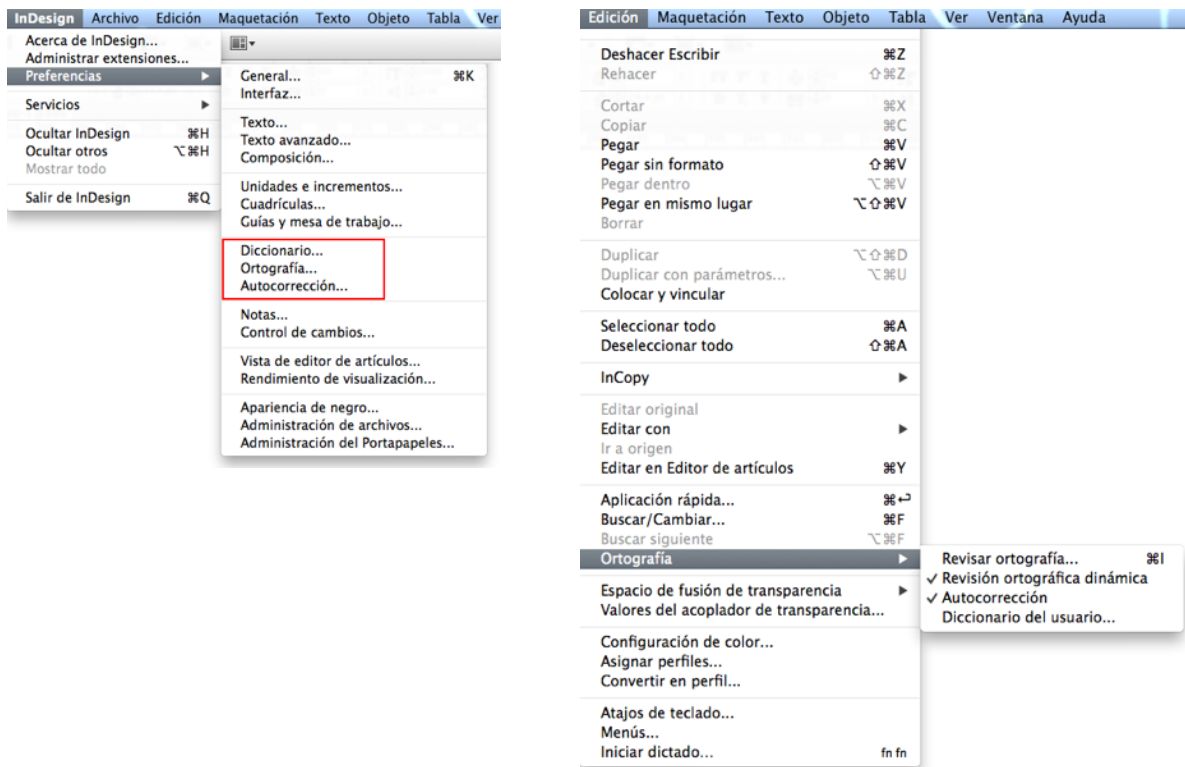 InDesign Archivo Edición Maquetación Texto Objeto Tabla Ver
Acerca de InDesign...
Administrar extensiones...
Preferencias ▶
Servicios ▶
Ocultar InDesign ⌘H
Ocultar otros ⌥⌘H
Mostrar todo
Salir de InDesign ⌘Q
General... ⌘K
Interfaz...
Texto...
Texto avanzado...
Composición...
Unidades e incrementos...
Cuadrículas...
Guías y mesa de trabajo...
Diccionario...
Ortografía...
Autocorrección...
Notas...
Control de cambios...
Vista de editor de artículos...
Rendimiento de visualización...
Apariencia de negro...
Administración de archivos...
Administración del Portapapeles...
Edición Maquetación Texto Objeto Tabla Ver Ventana Ayuda
Deshacer Escribir ⌘Z
Rehacer ⇧⌘Z
Cortar ⌘X
Copiar ⌘C
Pegar ⌘V
Pegar sin formato ⇧⌘V
Pegar dentro ⌥⌘V
Pegar en mismo lugar ⌥⇧⌘V
Borrar
Duplicar ⌥⇧⌘D
Duplicar con parámetros... ⌥⌘U
Colocar y vincular
Seleccionar todo ⌘A
Deseleccionar todo ⇧⌘A
InCopy ▶
Editar original
Editar con ▶
Ir a origen
Editar en Editor de artículos ⌘Y
Aplicación rápida... ⌘↩
Buscar/Cambiar... ⌘F
Buscar siguiente ⌥⌘F
Ortografía ▶
Espacio de fusión de transparencia ▶
Valores del acoplador de transparencia...
Configuración de color...
Asignar perfiles...
Convertir en perfil...
Atajos de teclado...
Menús...
Iniciar dictado... fn fn
Revisar ortografía... ⌘I
✓ Revisión ortográfica dinámica
✓ Autocorrección
Diccionario del usuario...